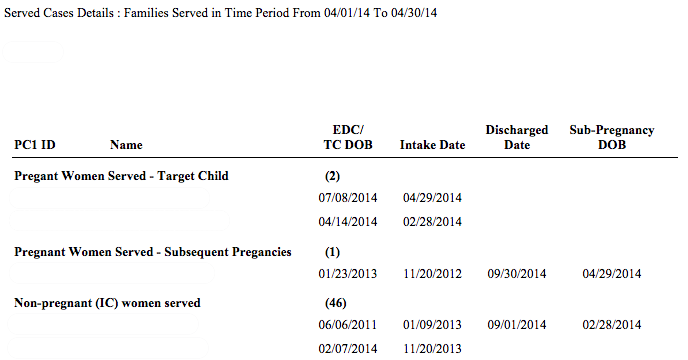 Served Cases Details : Families Served in Time Period From 04/01/14 To 04/30/14
EDC/ Discharged Sub-Pregnancy
PC1 ID Name TC DOB Intake Date Date DOB
Pregant Women Served - Target Child (2)
07/08/2014 04/29/2014
04/14/2014 02/28/2014
Pregnant Women Served - Subsequent Pregancies (1)
01/23/2013 11/20/2012 09/30/2014 04/29/2014
Non-pregnant (IC) women served (46)
06/06/2011 01/09/2013 09/01/2014 02/28/2014
02/07/2014 11/20/2013